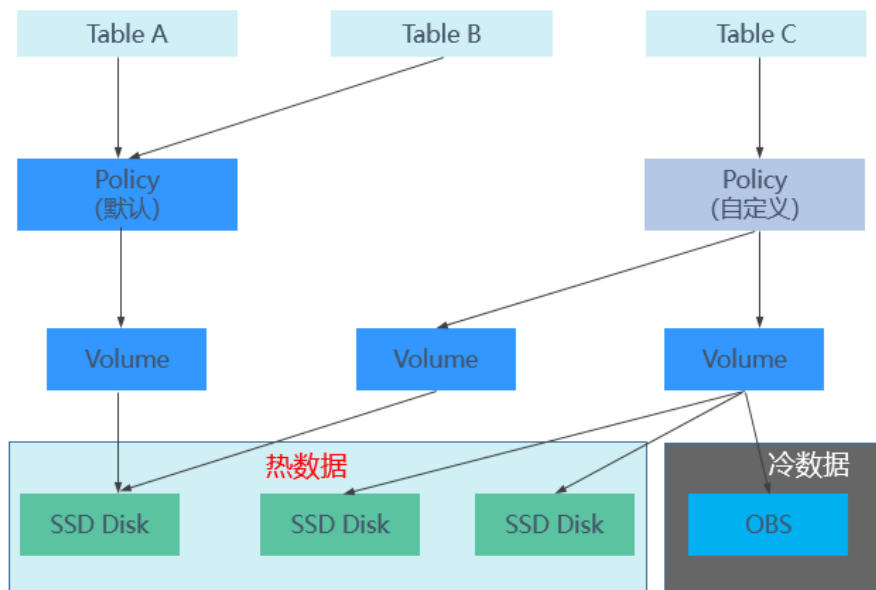 Table A
Table B
Table C
Policy
(默认)
Policy
(自定义)
Volume
Volume
Volume
热数据
冷数据
SSD Disk
SSD Disk
SSD Disk
OBS